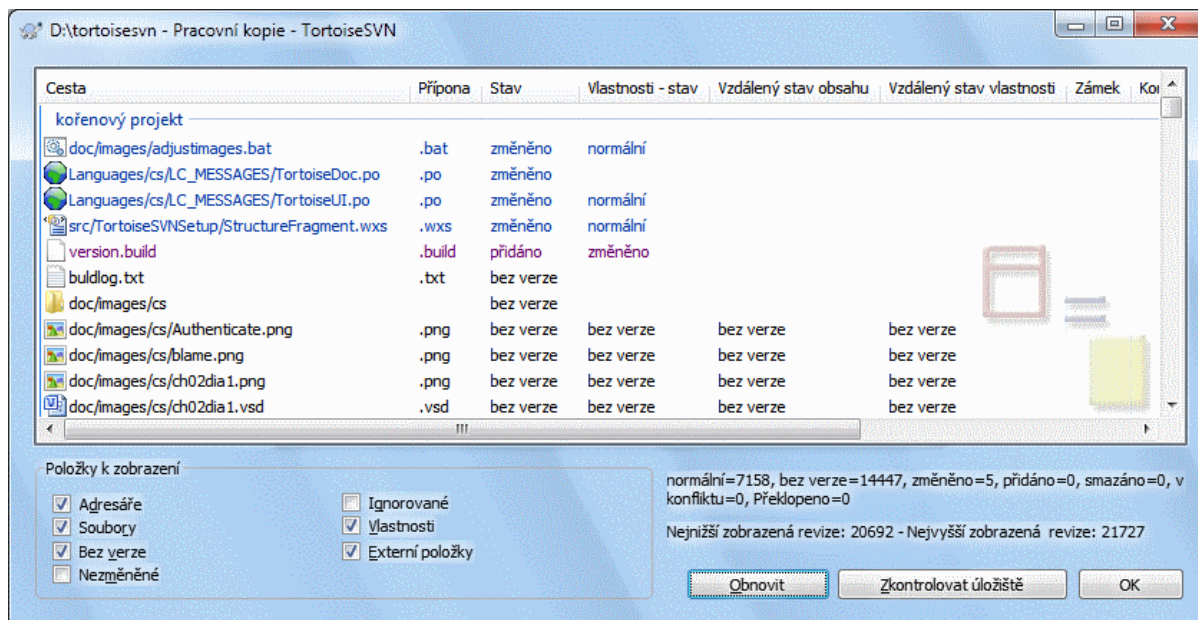 D:\tortoisesvn - Pracovní kopie - TortoiseSVN
Cesta Přípona Stav Vlastnosti - stav Vzdálený stav obsahu Vzdálený stav vlastnosti Zámek Kor
kořenový projekt
doc/images/adjustimages.bat .bat změněno normální
Languages/cs/LC_MESSAGES/TortoiseDoc.po .po změněno
Languages/cs/LC_MESSAGES/TortoiseUI.po .po změněno normální
src/TortoiseSVNSetup/StructureFragment.wxs .wxs změněno normální
version.build .build přidáno změněno
buldlog.txt .txt bez verze
doc/images/cs bez verze
doc/images/cs/Authenticate.png .png bez verze bez verze bez verze bez verze
doc/images/cs/blame.png .png bez verze bez verze bez verze bez verze
doc/images/cs/ch02dia1.png .png bez verze bez verze bez verze bez verze
doc/images/cs/ch02dia1.vsd .vsd bez verze bez verze bez verze bez verze
Položky k zobrazení
Adresáře Ignorované
Soubory Vlastnosti
Bez verze Externí položky
Nezměněné
normální=7158, bez verze=14447, změněno=5, přidáno=0, smazáno=0, v
konfliktu=0, Překlopeno=0
Nejnižší zobrazená revize: 20692 - Nejvyšší zobrazená revize: 21727
Obnovit Zkontrolovat úložiště OK